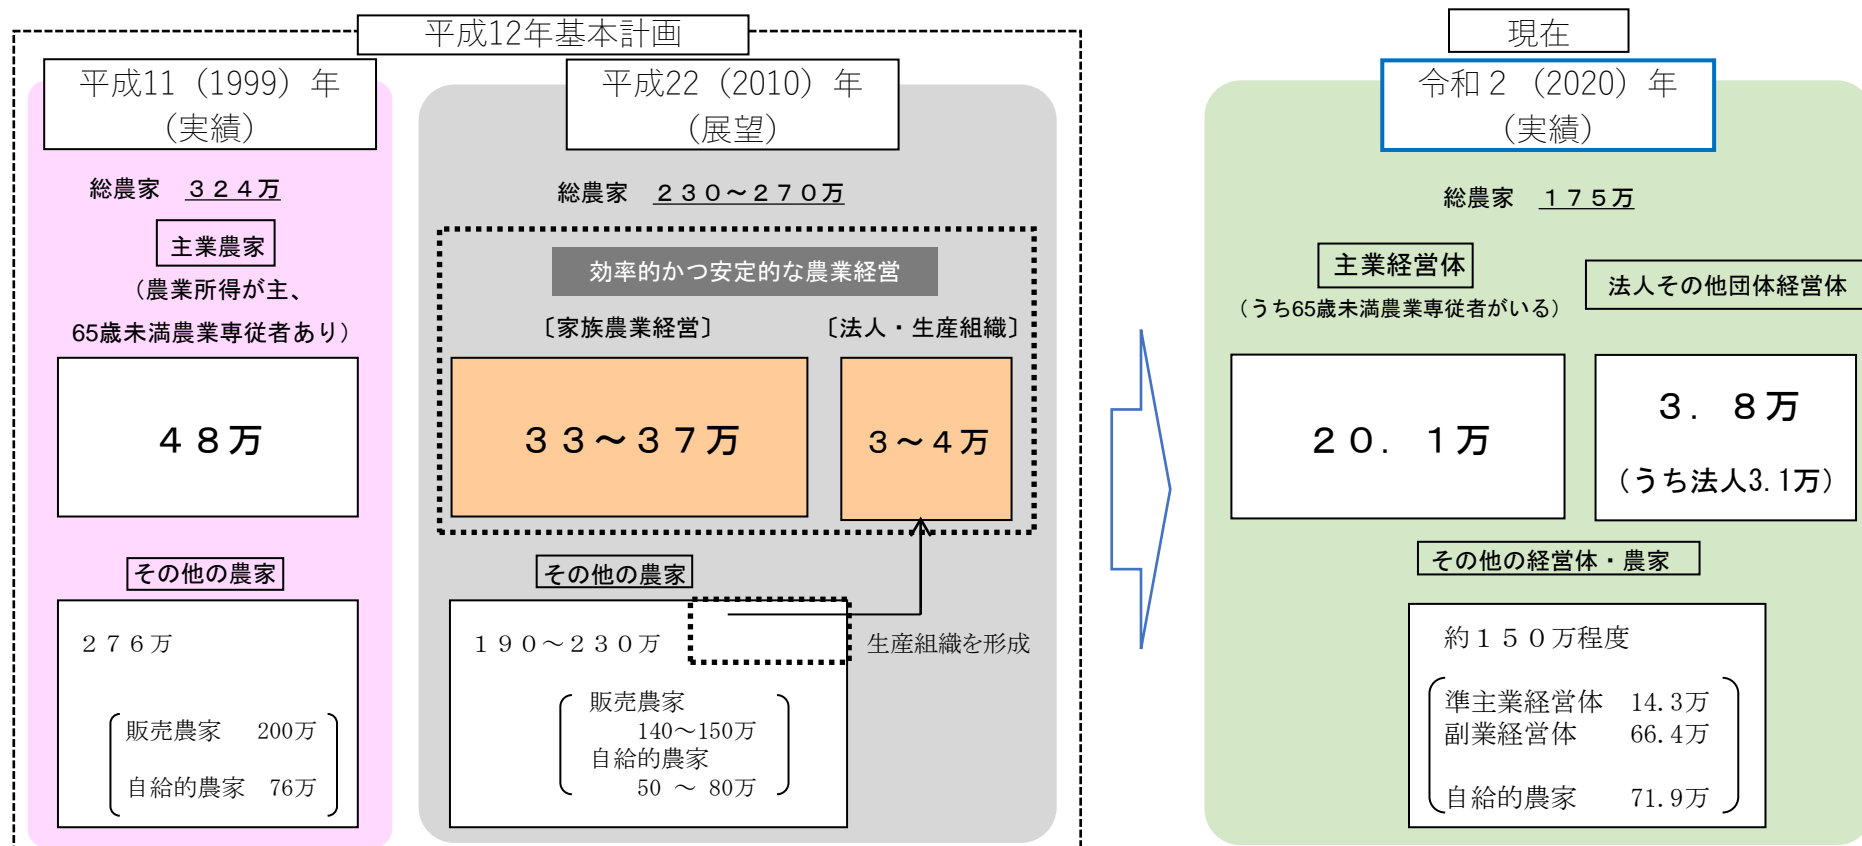 平成12年基本計画
平成11（1999）年
（実績）
総農家　３２４万
主業農家
（農業所得が主、
65歳未満農業専従者あり）
４８万
その他の農家
２７６万
販売農家　200万
自給的農家　76万
平成22（2010）年
（展望）
総農家　２３０～２７０万
効率的かつ安定的な農業経営
〔家族農業経営〕
〔法人・生産組織〕
３３～３７万
３～４万
その他の農家
１９０～２３０万
生産組織を形成
販売農家
140～150万
自給的農家
50 ～ 80万
現在
令和２（2020）年
（実績）
総農家　１７５万
主業経営体
（うち65歳未満農業専従者がいる）
法人その他団体経営体
２０．１万
３．８万
（うち法人3.1万）
その他の経営体・農家
約１５０万程度
準主業経営体　14.3万
副業経営体　66.4万
自給的農家　71.9万